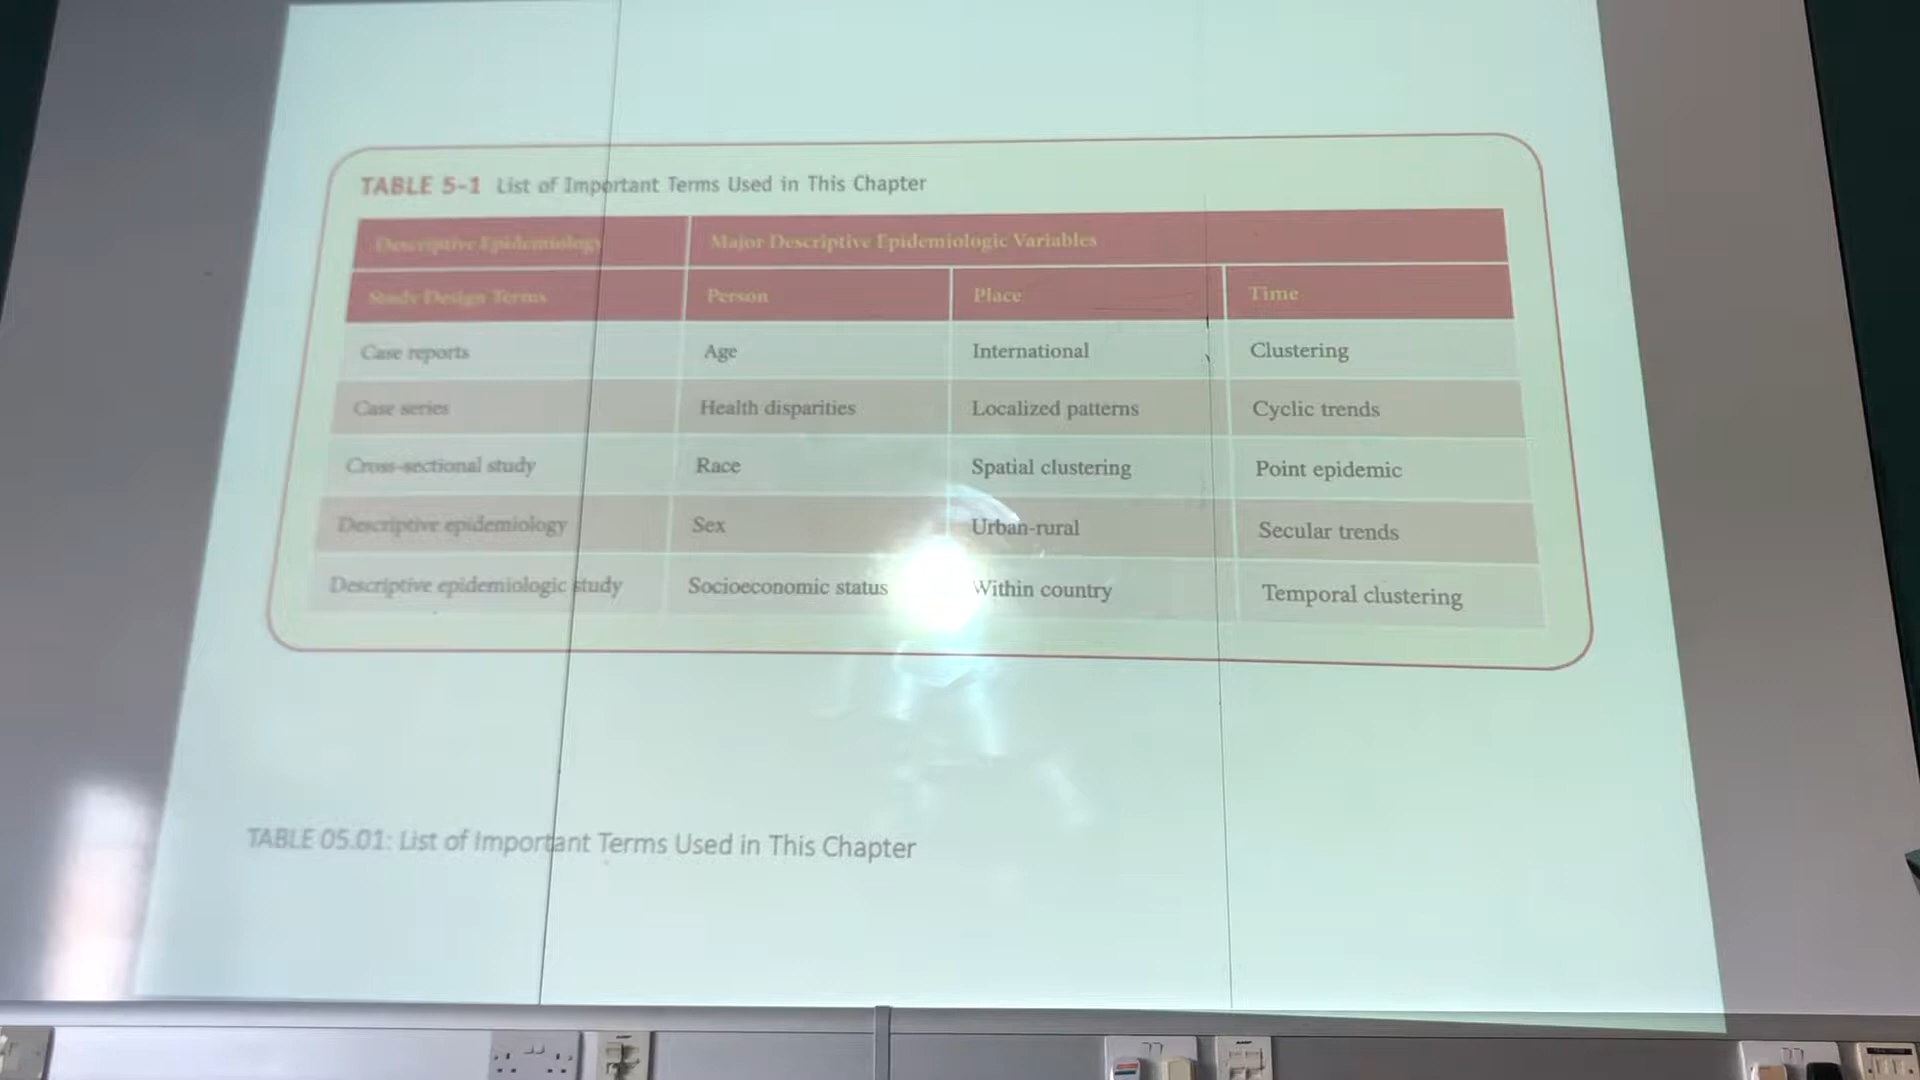 TABLE 5-1 List of Important Terms Used in This Chapter
Descriptive Epidemiology Major Descriptive Epidemiologic Variables
Study Design Terms Person Place Time
Case reports Age International Clustering
Case series Health disparities Localized patterns Cyclic trends
Cross-sectional study Race Spatial clustering Point epidemic
Descriptive epidemiology Sex Urban-rural Secular trends
Descriptive epidemiologic study Socioeconomic status Within country Temporal clustering
TABLE 05.01: List of Important Terms Used in This Chapter